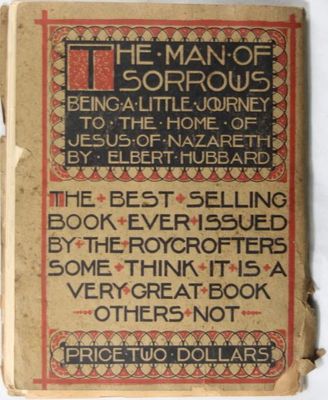 THE·MAN·OF
SORROWS
BEING·A·LITTLE·JOURNEY
TO·THE·HOME·OF
JESUS·OF·NAZARETH
BY·ELBERT·HUBBARD
THE·BEST·SELLING
BOOK·EVER·ISSUED
BY·THE·ROYCROFTERS
SOME·THINK·IT·IS·A
VERY·GREAT·BOOK
OTHERS·NOT
PRICE·TWO·DOLLARS